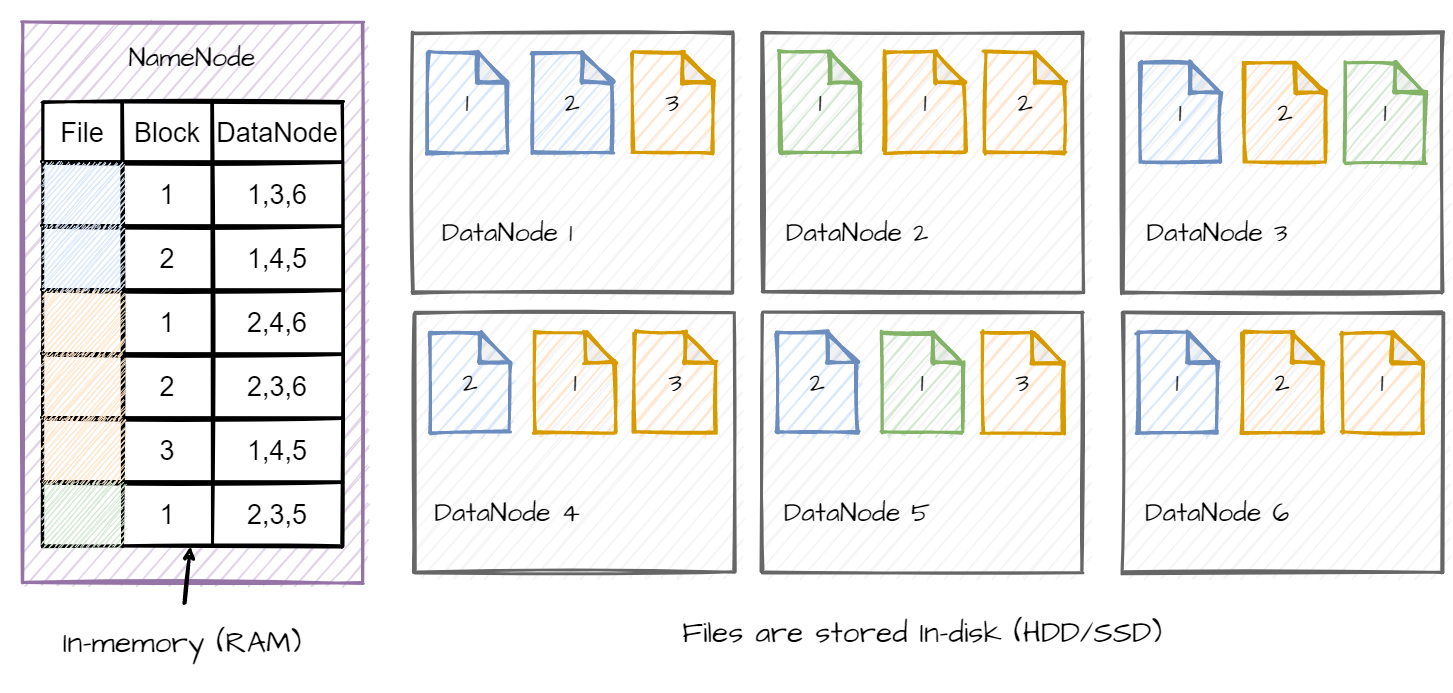 NameNode
File Block DataNode
1 1,3,6
2 1,4,5
1 2,4,6
2 2,3,6
3 1,4,5
1 2,3,5
In-memory (RAM)
1 2 3
DataNode 1
1 1 2
DataNode 2
1 2 1
DataNode 3
2 1 3
DataNode 4
2 1 3
DataNode 5
1 2 1
DataNode 6
Files are stored In-disk (HDD/SSD)